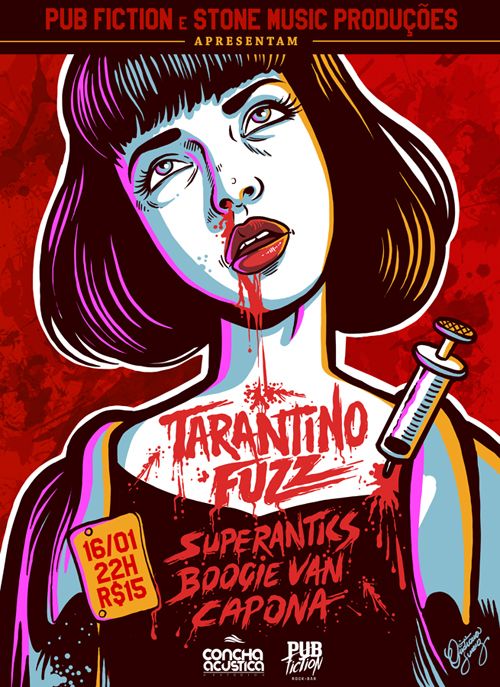 PUB FICTION E STONE MUSIC PRODUÇÕES
APRESENTAM
TARANTINO
FUZZ
SUPERANTICS
BOOGIE VAN
CAPONA
16/01
22H
R$15
CONCHA
ACUSTICA
PUB
FICTION
ROCK-BAR